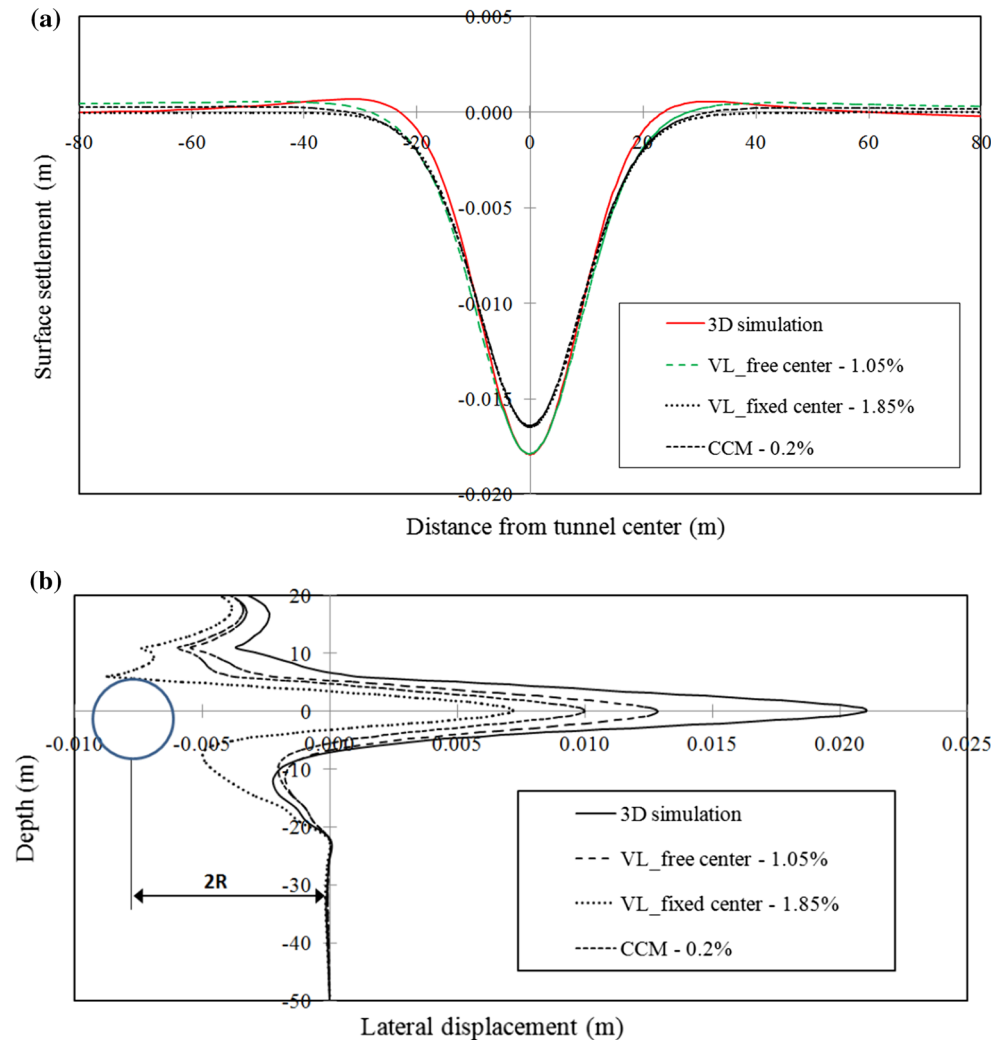 (a)
0.005
0.000
-80
-60
-40
-20
0
20
40
60
80
-0.005
-0.010
-0.015
-0.020
Surface settlement (m)
3D simulation
VL_free center - 1.05%
VL_fixed center - 1.85%
CCM - 0.2%
Distance from tunnel center (m)
(b)
20
10
0
-0.010
-0.005
0.000
0.005
0.010
0.015
0.020
0.025
-10
-20
-30
-40
-50
Depth (m)
2R
3D simulation
VL_free center - 1.05%
VL_fixed center - 1.85%
CCM - 0.2%
Lateral displacement (m)